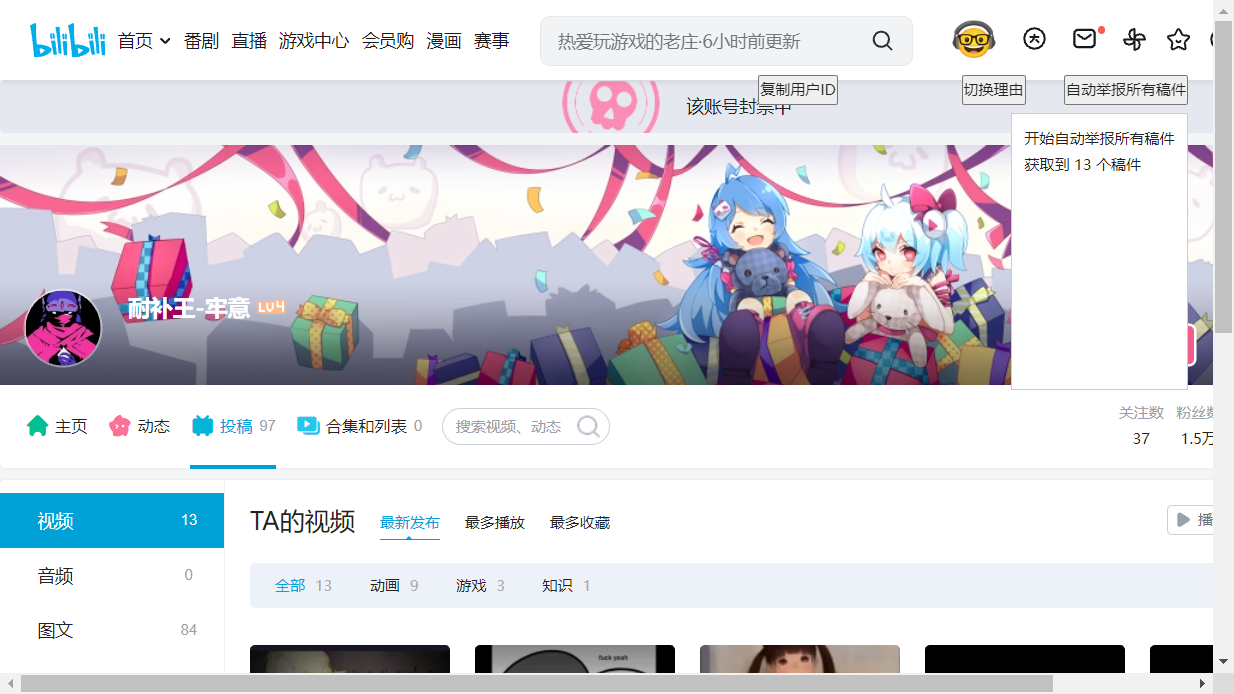 bilibili 首页 番剧 直播 游戏中心 会员购 漫画 赛事 热爱玩游戏的老庄·6小时前更新
复制用户ID 切换理由 自动举报所有稿件
该账号封禁中
开始自动举报所有稿件
获取到 13 个稿件
耐补王-牢意 LV4
主页 动态 投稿 97 合集和列表 0 搜索视频、动态
关注数 粉丝数
37 1.5万
视频 13
音频 0
图文 84
TA的视频 最新发布 最多播放 最多收藏 播
全部 13 动画 9 游戏 3 知识 1
fuck yeah